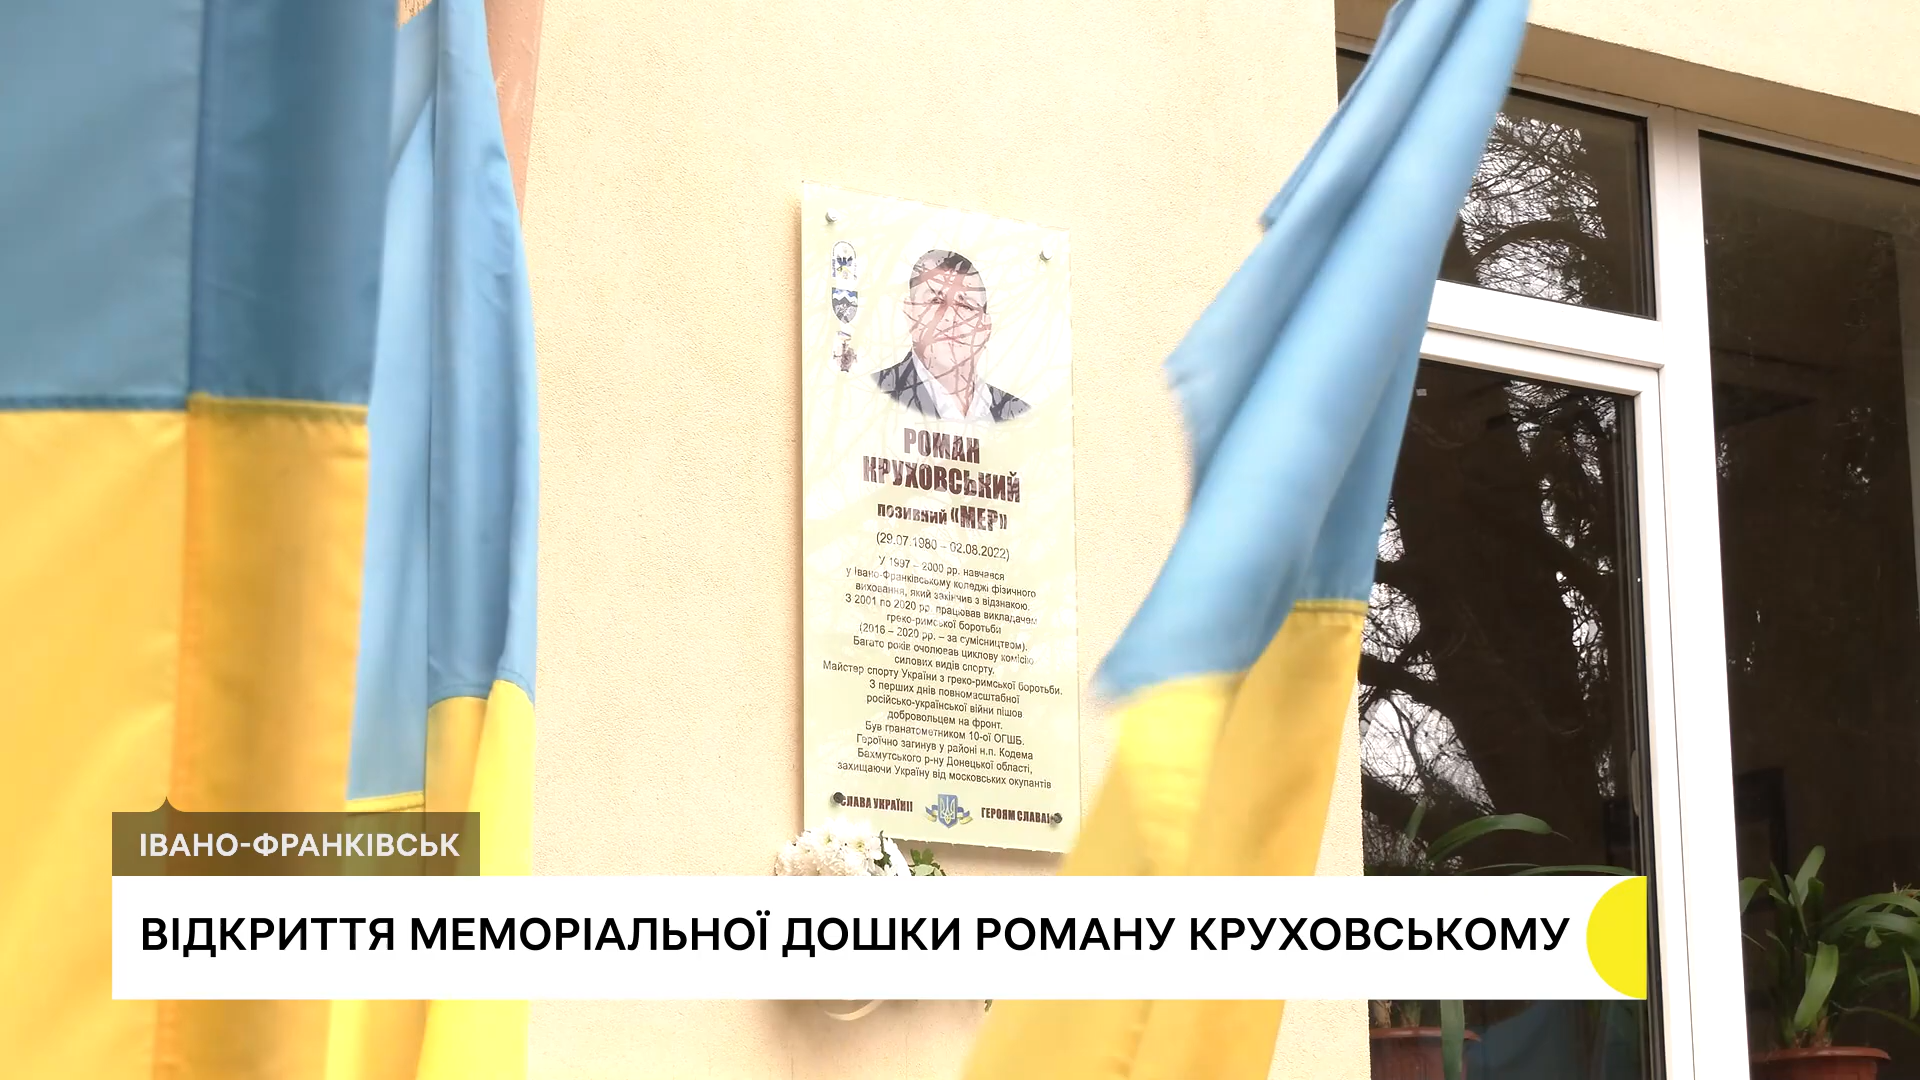 РОМАН
КРУХОВСЬКИЙ
позивний «МЕР»
(29.07.1980 – 02.08.2022)
У 1997 – 2000 рр. навчався
у Івано-Франківському коледжі фізичного
виховання, який закінчив з відзнакою.
З 2001 по 2020 рр. працював викладачем
греко-римської боротьби
(2016 – 2020 рр. – за сумісництвом).
Багато років очолював циклову комісію
силових видів спорту.
Майстер спорту України з греко-римської боротьби.
З перших днів повномасштабної
російсько-української війни пішов
добровольцем на фронт.
Був гранатометником 10-ої ОГШБ.
Героїчно загинув у районі н.п. Кодема
Бахмутського р-ну Донецької області,
захищаючи Україну від московських окупантів
СЛАВА УКРАЇНІ! ГЕРОЯМ СЛАВА!
ІВАНО-ФРАНКІВСЬК
ВІДКРИТТЯ МЕМОРІАЛЬНОЇ ДОШКИ РОМАНУ КРУХОВСЬКОМУ